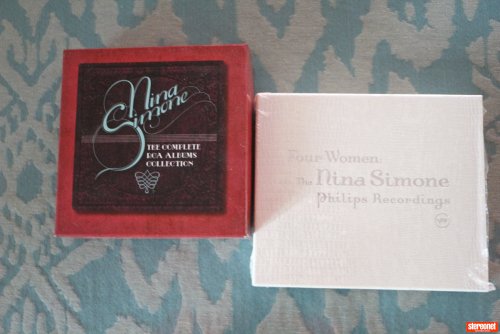 Nina
Simone
THE COMPLETE
RCA ALBUMS
COLLECTION
Four Women:
The Nina Simone
Philips Recordings
stereonet